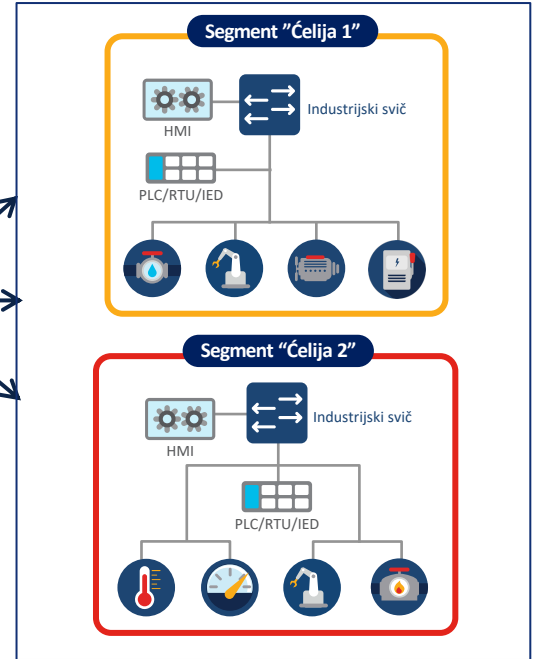 Segment ”Ćelija 1“
HMI
Industrijski svič
PLC/RTU/IED
Segment “Ćelija 2”
HMI
Industrijski svič
PLC/RTU/IED